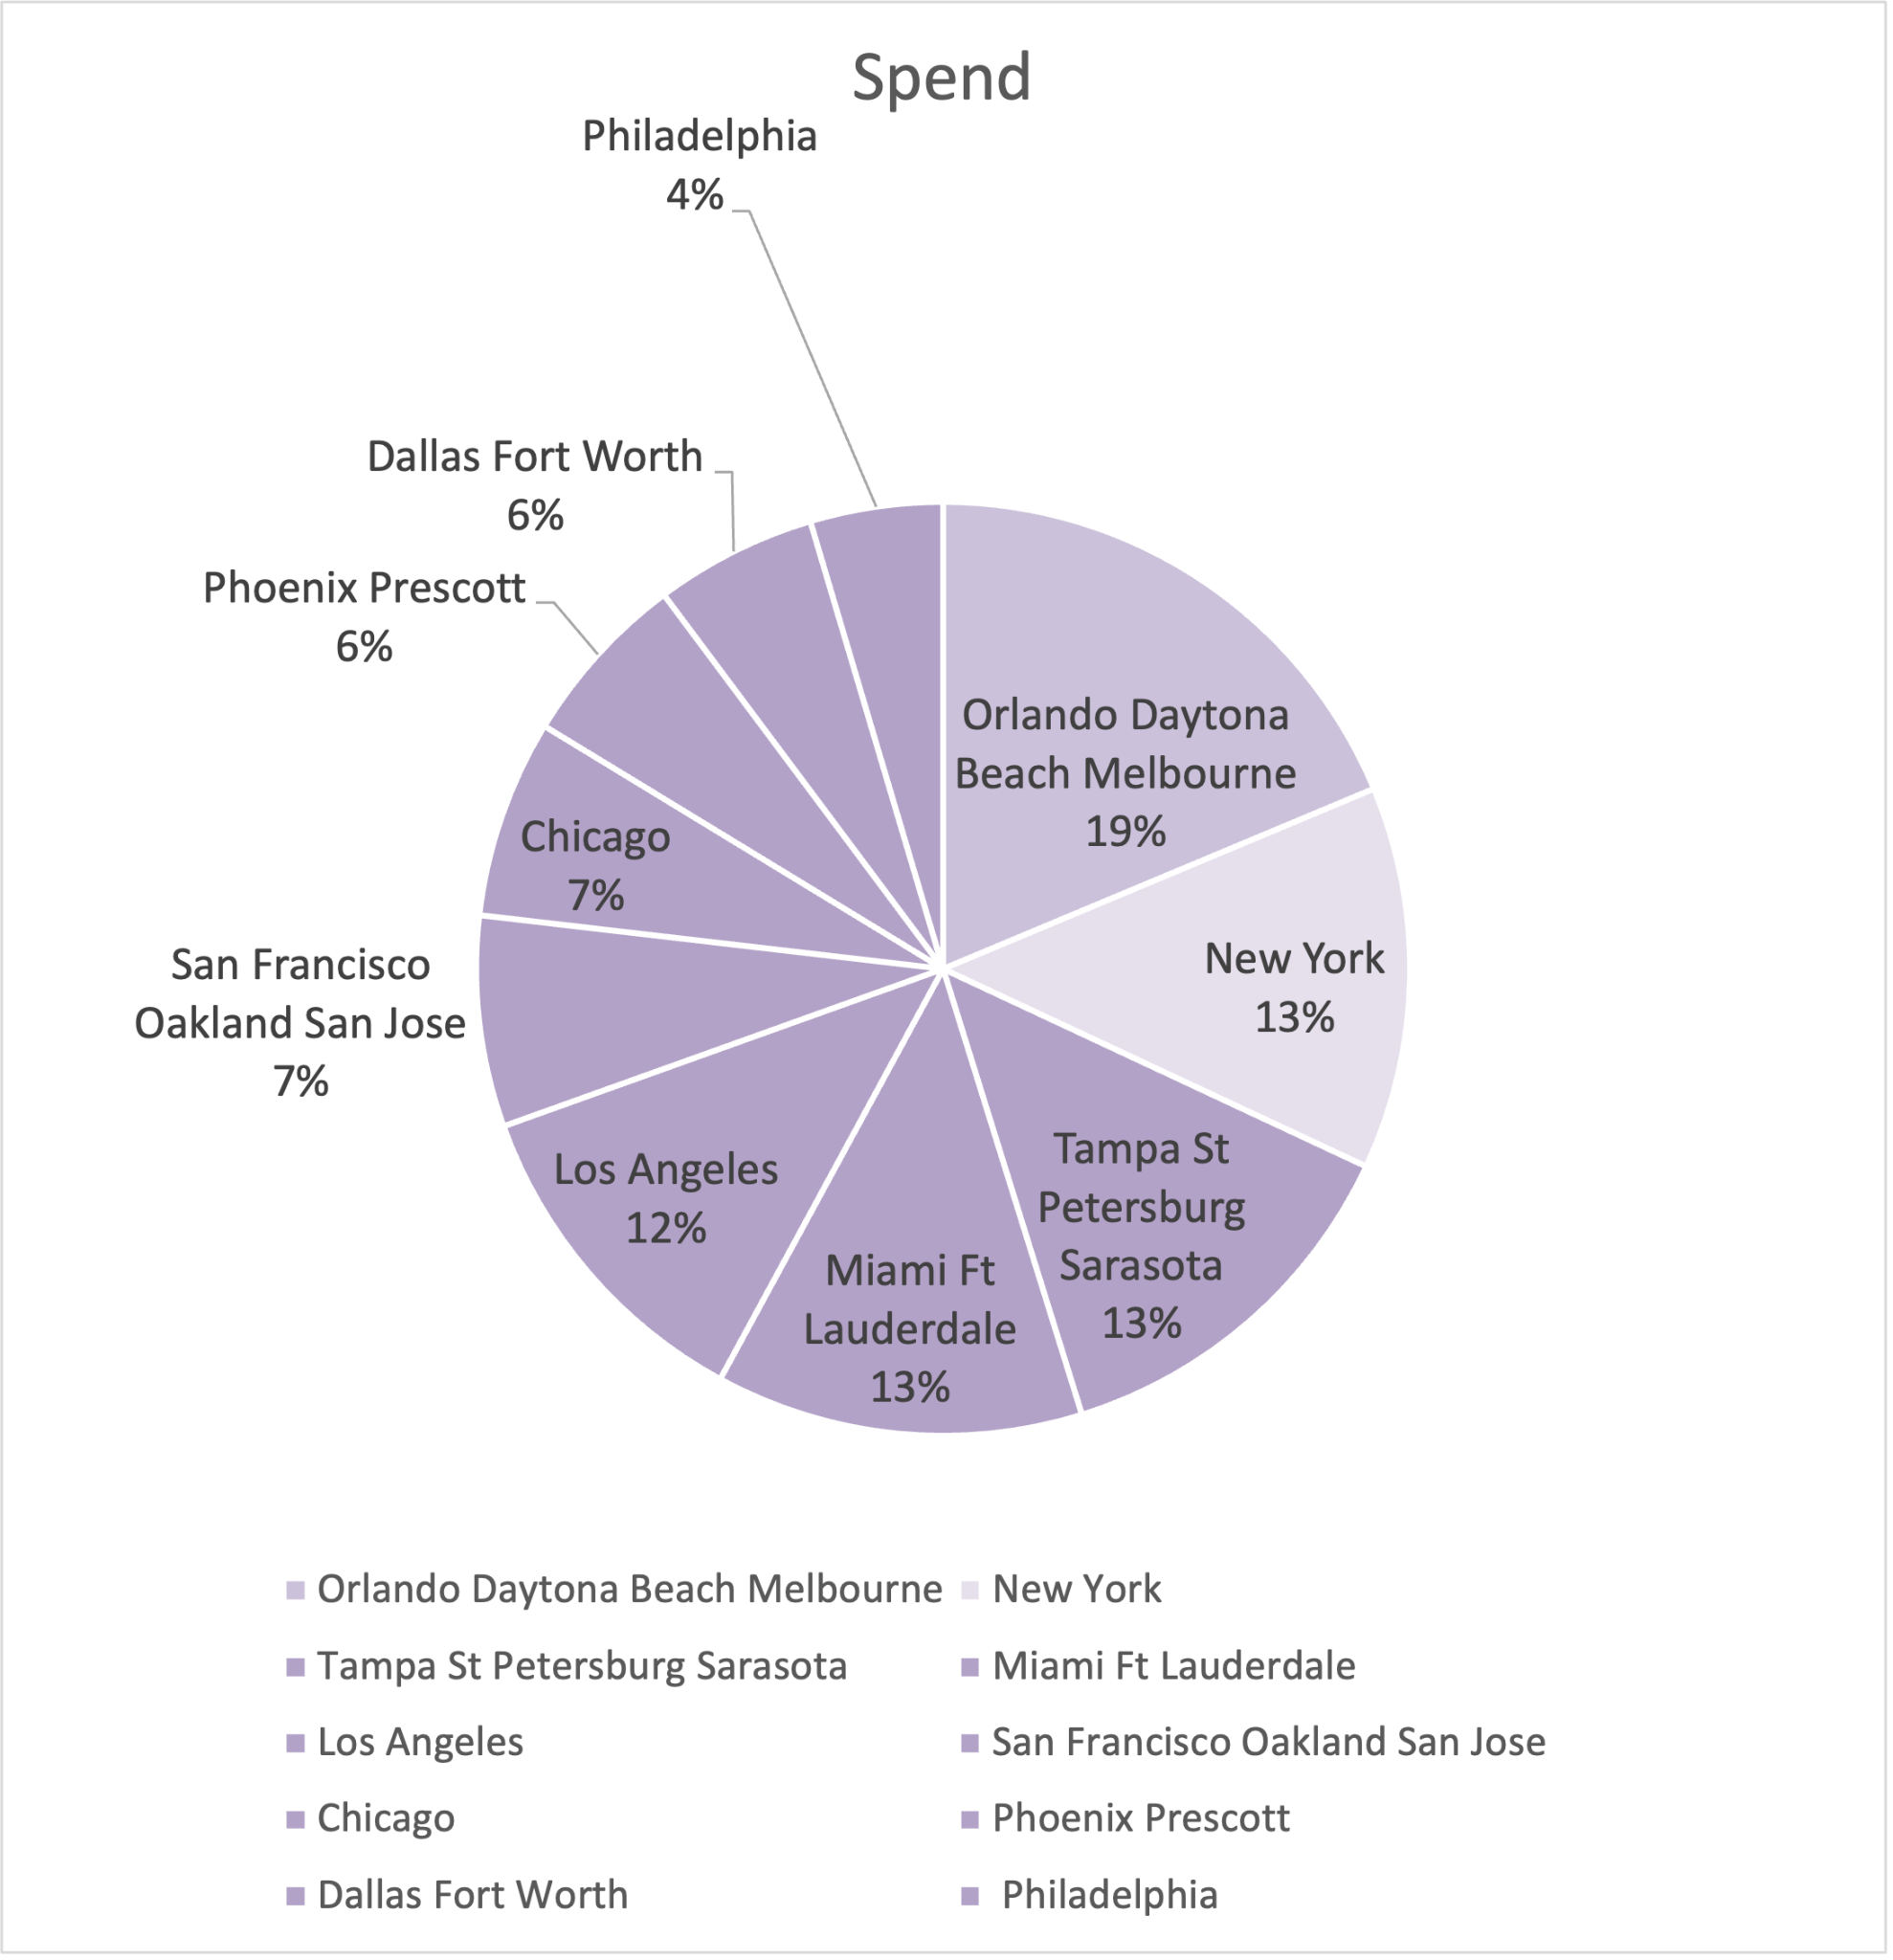 Spend
Philadelphia
4%
Dallas Fort Worth
6%
Phoenix Prescott
6%
Orlando Daytona
Beach Melbourne
19%
Chicago
7%
New York
13%
San Francisco
Oakland San Jose
7%
Tampa St
Petersburg
Sarasota
13%
Los Angeles
12%
Miami Ft
Lauderdale
13%
Orlando Daytona Beach Melbourne
New York
Tampa St Petersburg Sarasota
Miami Ft Lauderdale
Los Angeles
San Francisco Oakland San Jose
Chicago
Phoenix Prescott
Dallas Fort Worth
Philadelphia